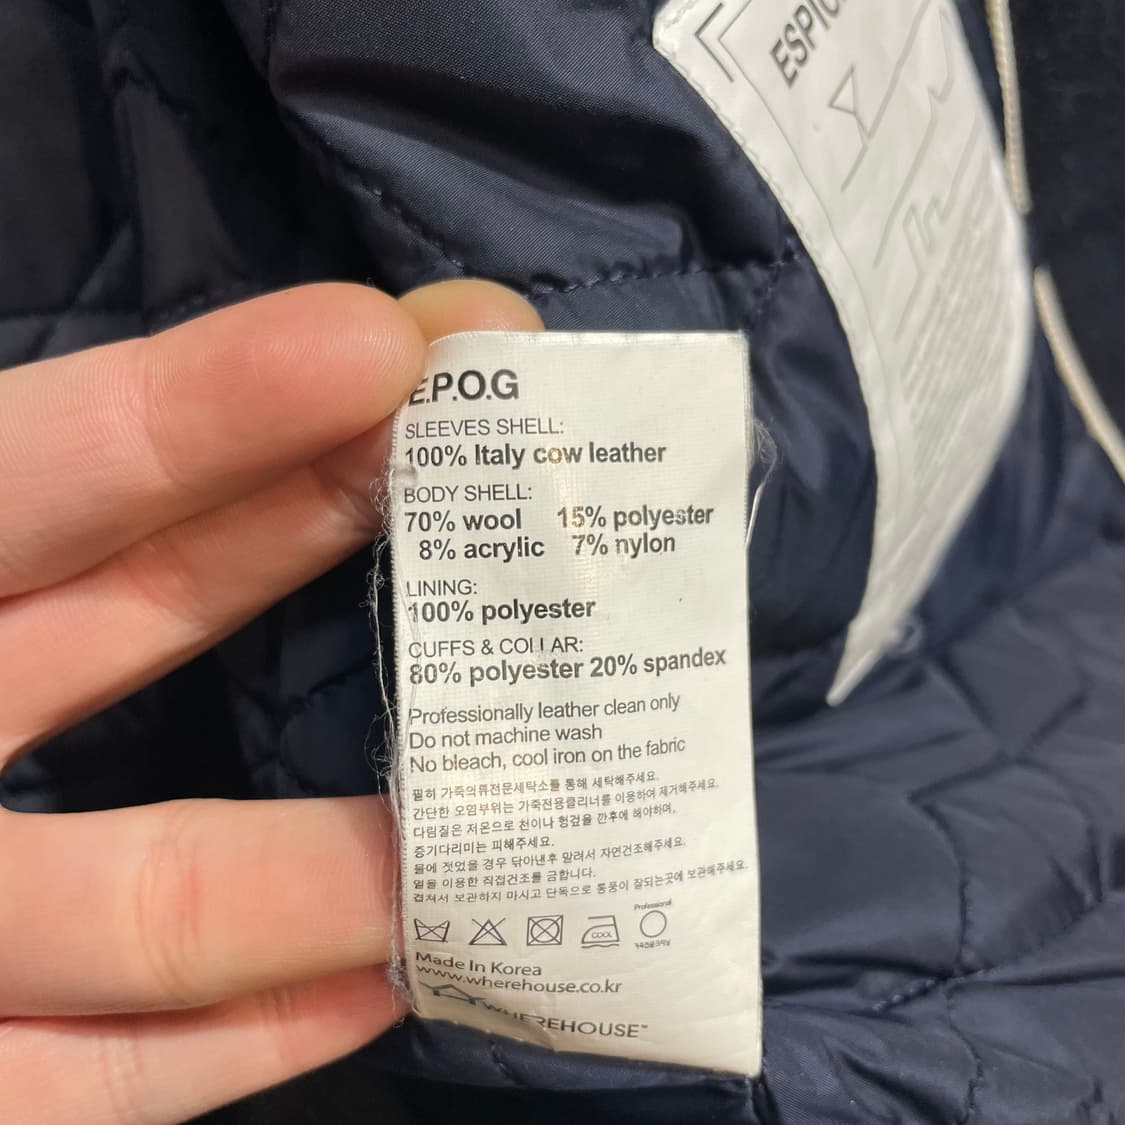 E.P.O.G
SLEEVES SHELL:
100% Italy cow leather
BODY SHELL:
70% wool 15% polyester
8% acrylic 7% nylon
LINING:
100% polyester
CUFFS & COLLAR:
80% polyester 20% spandex
Professionally leather clean only
Do not machine wash
No bleach, cool iron on the fabric
필히 가죽의류전문세탁소를 통해 세탁해주세요.
간단한 오염부위는 가죽전용클리너를 이용하여 제거해주세요.
다림질은 저온으로 천이나 헝겊을 깐후에 해야하며,
증기다리미는 피해주세요.
물에 젖었을 경우 닦아낸후 말려서 자연건조해주세요.
열을 이용한 직접건조를 금합니다.
겹쳐서 보관하지 마시고 단독으로 통풍이 잘되는곳에 보관해주세요.
Professional
COOL
Made In Korea
www.wherehouse.co.kr
WHEREHOUSE